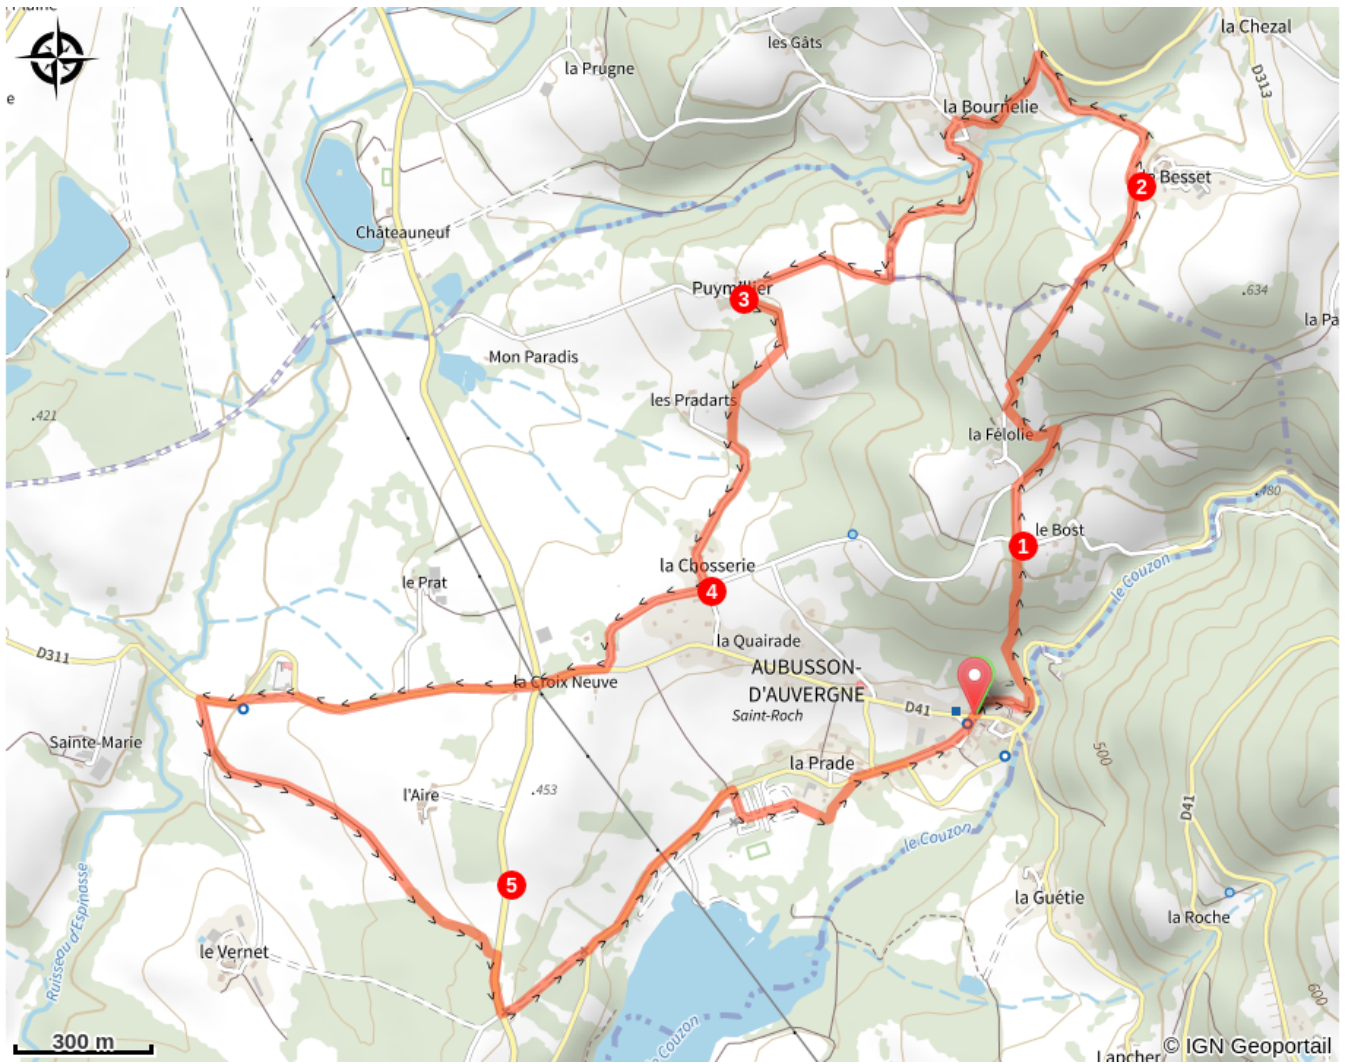 la Chezal
les Gâts
la Prugne
D313
la Bournelie
e
2
le Besset
Châteauneuf
Puymillier
3
.634
la Pa
Mon Paradis
les Pradarts
.421
la Félolie
.480
le Bost
1
la Chosserie
le Couzon
le Prat
4
la Quairade
D311
AUBUSSON-
D'AUVERGNE
la Croix Neuve
D41
Saint-Roch
Sainte-Marie
la Prade
500
l'Aire
.453
D41
le Couzon
5
la Guétie
la Roche
Ruisseau d'Espinasse
le Vernet
600
Couzon
300 m
© IGN Geoportail
Lapcher